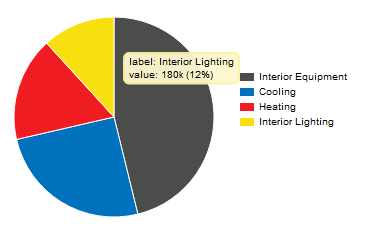 label: Interior Lighting
value: 180k (12%)
Interior Equipment
Cooling
Heating
Interior Lighting